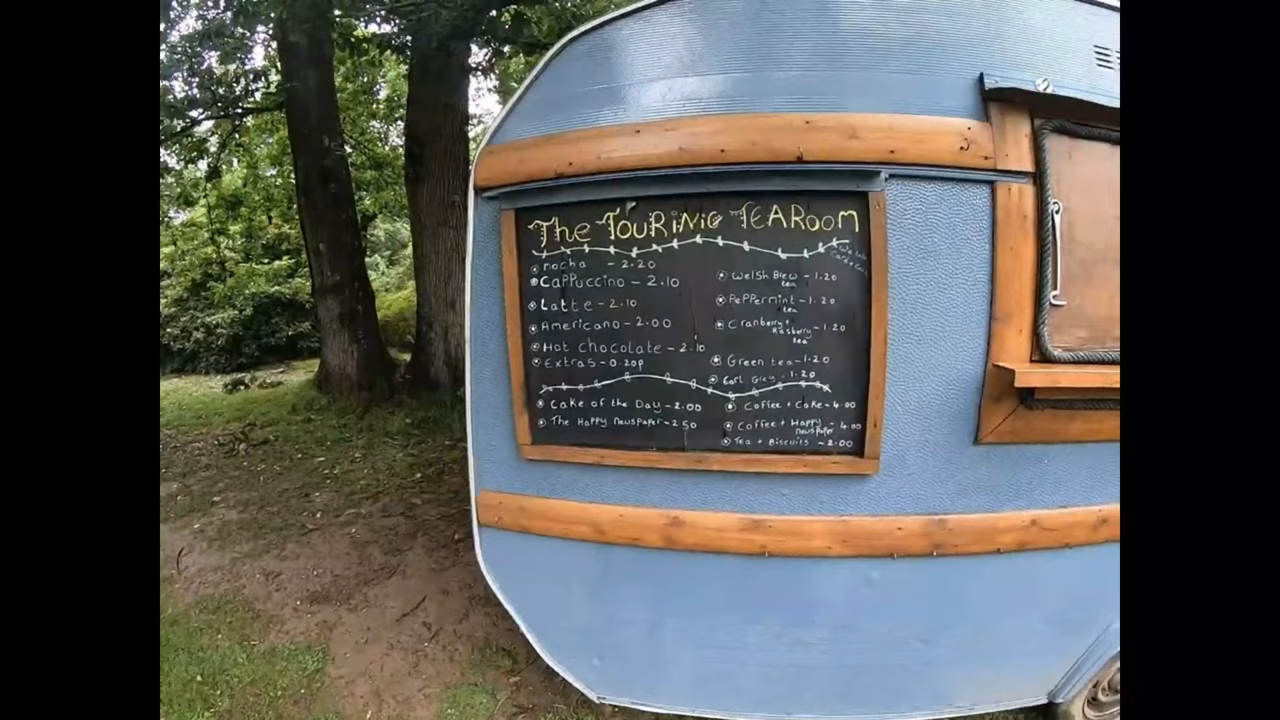 The TouRiNG TEARoom
mocha - 2.20
CaPPuccino - 2.10
Latte - 2.10
Americano - 2.00
Hot chocolate - 2.10
Extras - 0.20p
Welsh Brew - 1.20
tea
PePPermint - 1.20
tea
Cranberry +
Rasberry - 1.20
tea
Green tea - 1.20
Earl Grey - 1.20
Cake of the Day - 2.00
The Happy Newspaper - 2.50
Coffee + Cake - 4.00
Coffee + Happy - 4.00
newspaper
Tea + Biscuits - 2.00